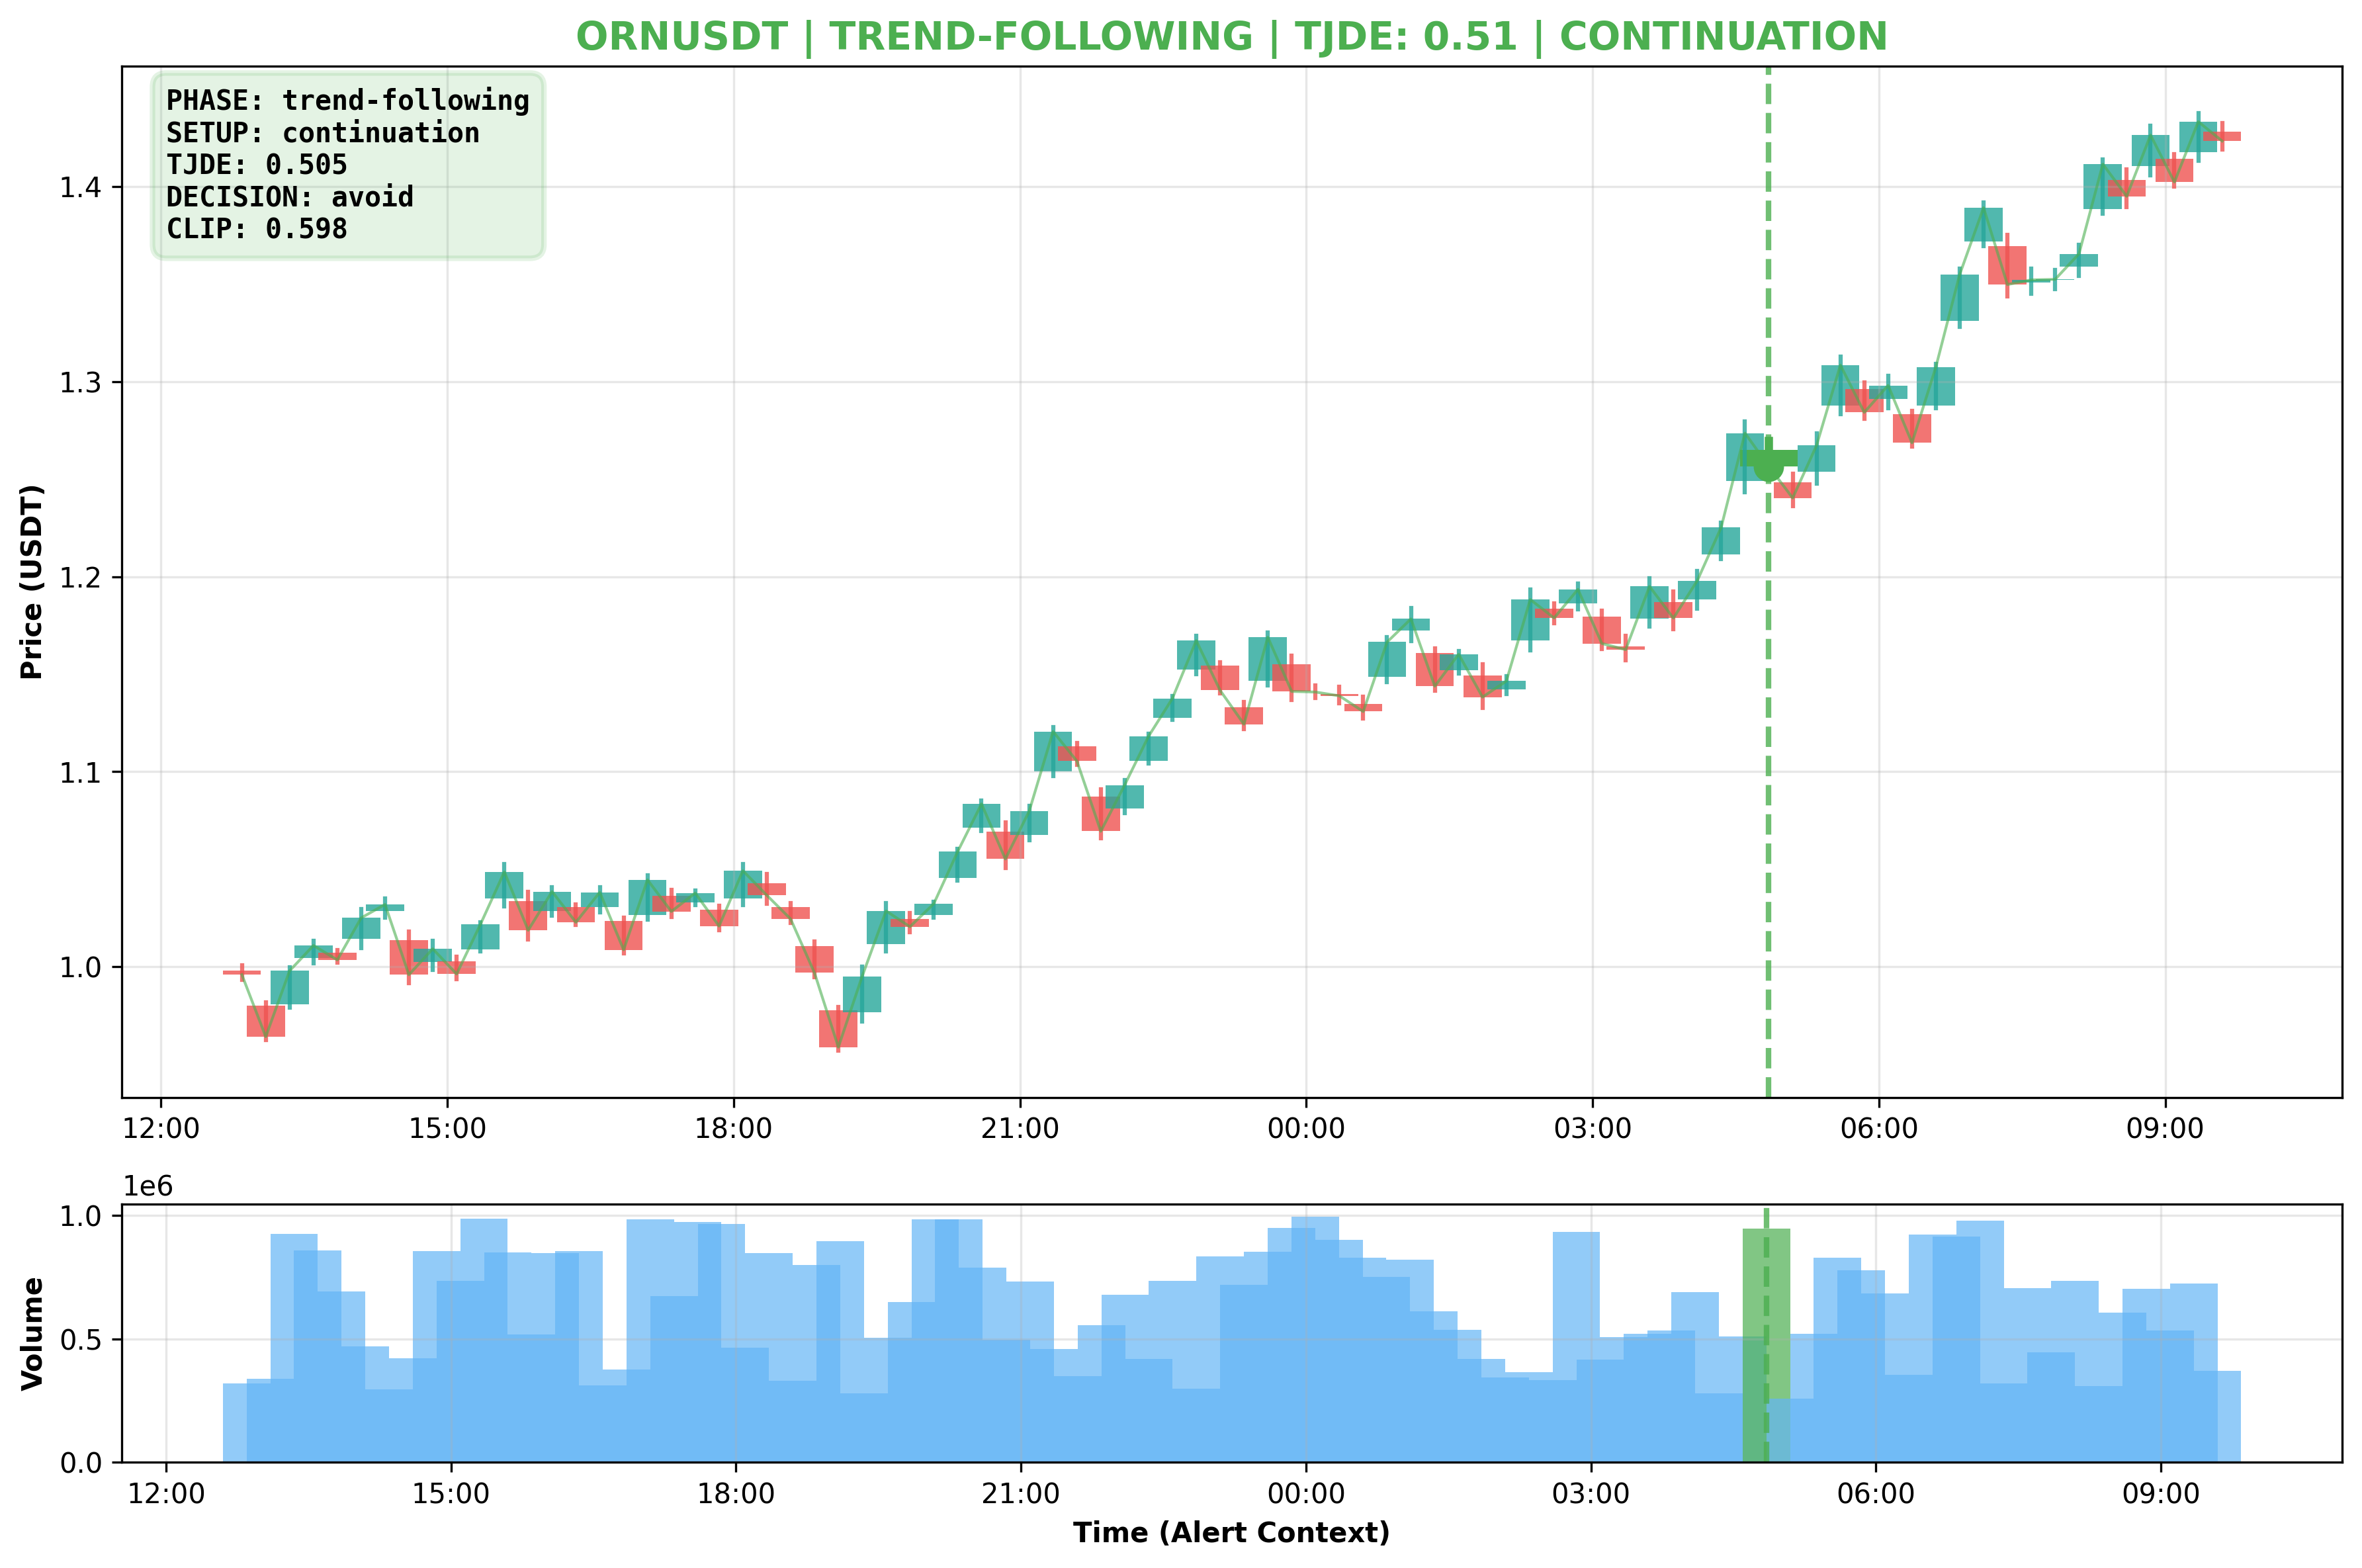 ORNUSDT | TREND-FOLLOWING | TJDE: 0.51 | CONTINUATION
PHASE: trend-following
SETUP: continuation
TJDE: 0.505
DECISION: avoid
CLIP: 0.598
Price (USDT)
1.4
1.3
1.2
1.1
1.0
12:00 15:00 18:00 21:00 00:00 03:00 06:00 09:00
1e6
Volume
1.0
0.5
0.0
12:00 15:00 18:00 21:00 00:00 03:00 06:00 09:00
Time (Alert Context)